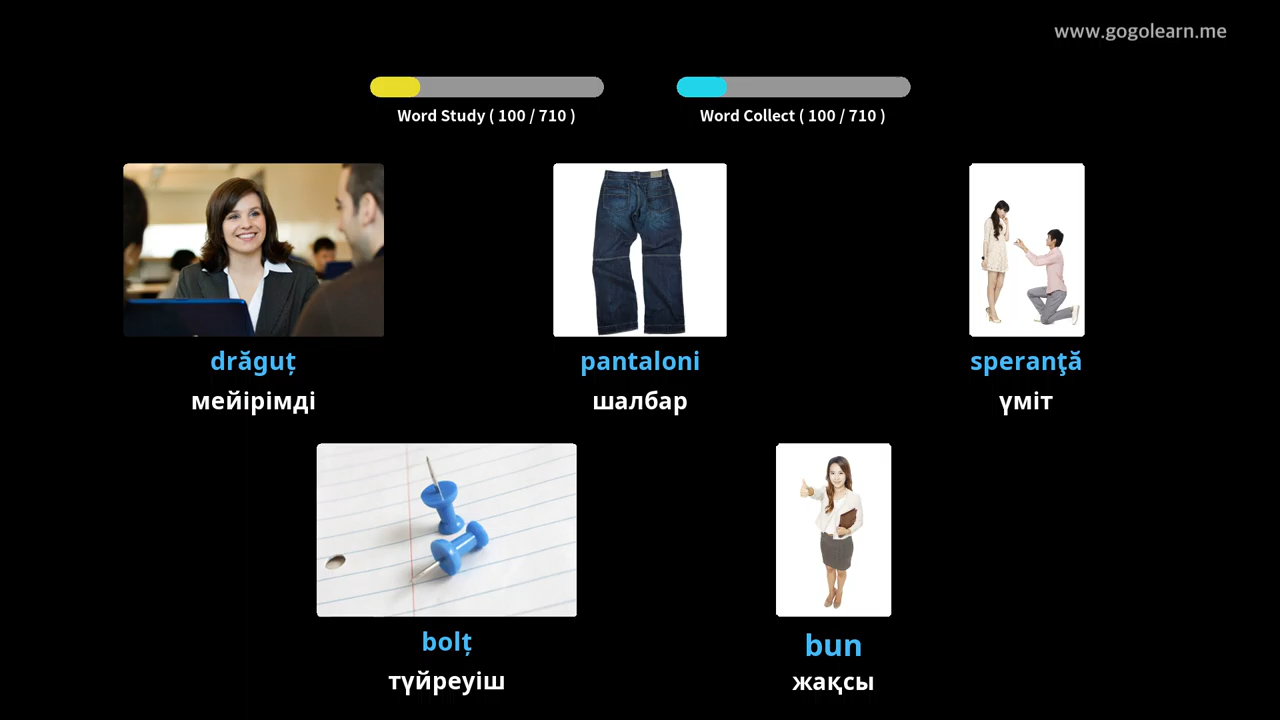 www.gogolearn.me
Word Study ( 100 / 710 )
Word Collect ( 100 / 710 )
drăguț
pantaloni
speranţă
мейірімді
шалбар
үміт
bolț
bun
түйреуіш
жақсы